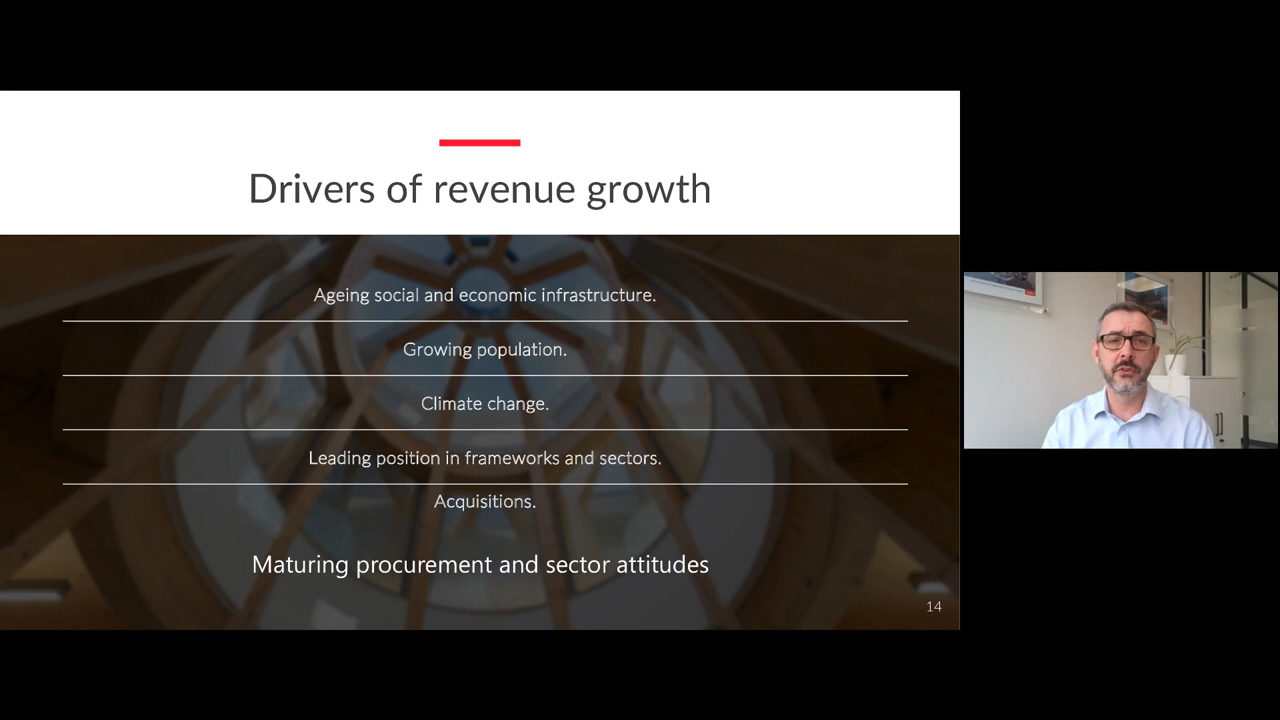 Drivers of revenue growth
Ageing social and economic infrastructure.
Growing population.
Climate change.
Leading position in frameworks and sectors.
Acquisitions.
Maturing procurement and sector attitudes
14